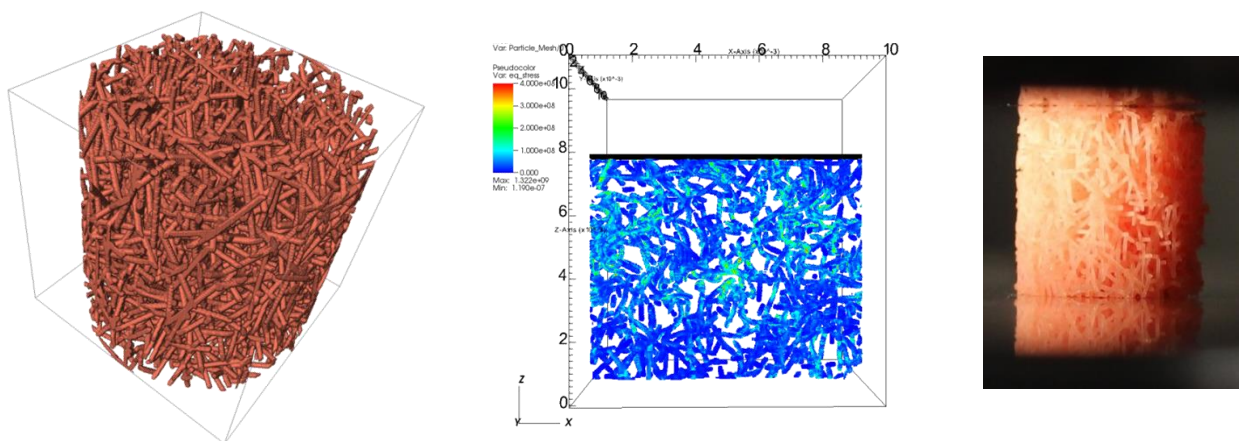 Var: Particle_Mesh/
Pseudocolor
Var: eq_stress
4.000e+08
3.000e+08
2.000e+08
1.000e+08
0.000
Max: 1.322e+09
Min: 1.190e-07
0 2 4 6 8 10
X-Axis (x10^-3)
10
8
6
4
2
0
Z
Y
X